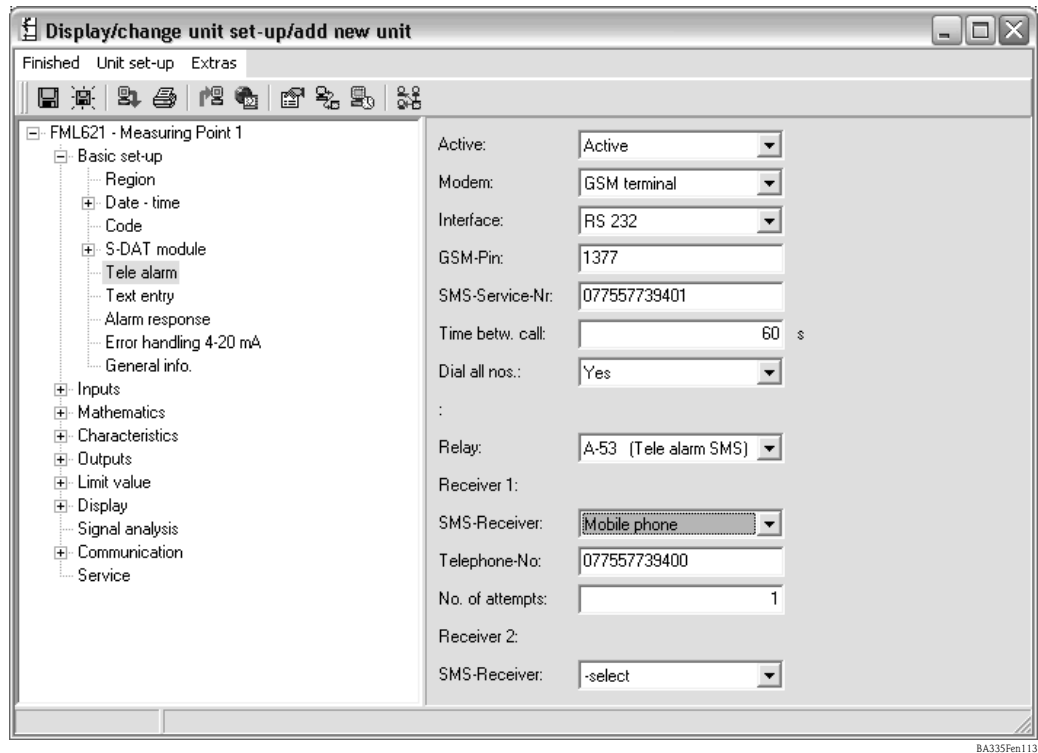 Display/change unit set-up/add new unit
Finished Unit set-up Extras
FML621 - Measuring Point 1
Basic set-up
Region
Date - time
Code
S-DAT module
Tele alarm
Text entry
Alarm response
Error handling 4-20 mA
General info.
Inputs
Mathematics
Characteristics
Outputs
Limit value
Display
Signal analysis
Communication
Service
Active: Active
Modem: GSM terminal
Interface: RS 232
GSM-Pin: 1377
SMS-Service-Nr: 077557739401
Time betw. call: 60 s
Dial all nos.: Yes
:
Relay: A-53 (Tele alarm SMS)
Receiver 1:
SMS-Receiver: Mobile phone
Telephone-No: 077557739400
No. of attempts: 1
Receiver 2:
SMS-Receiver: -select
BA335Fen113